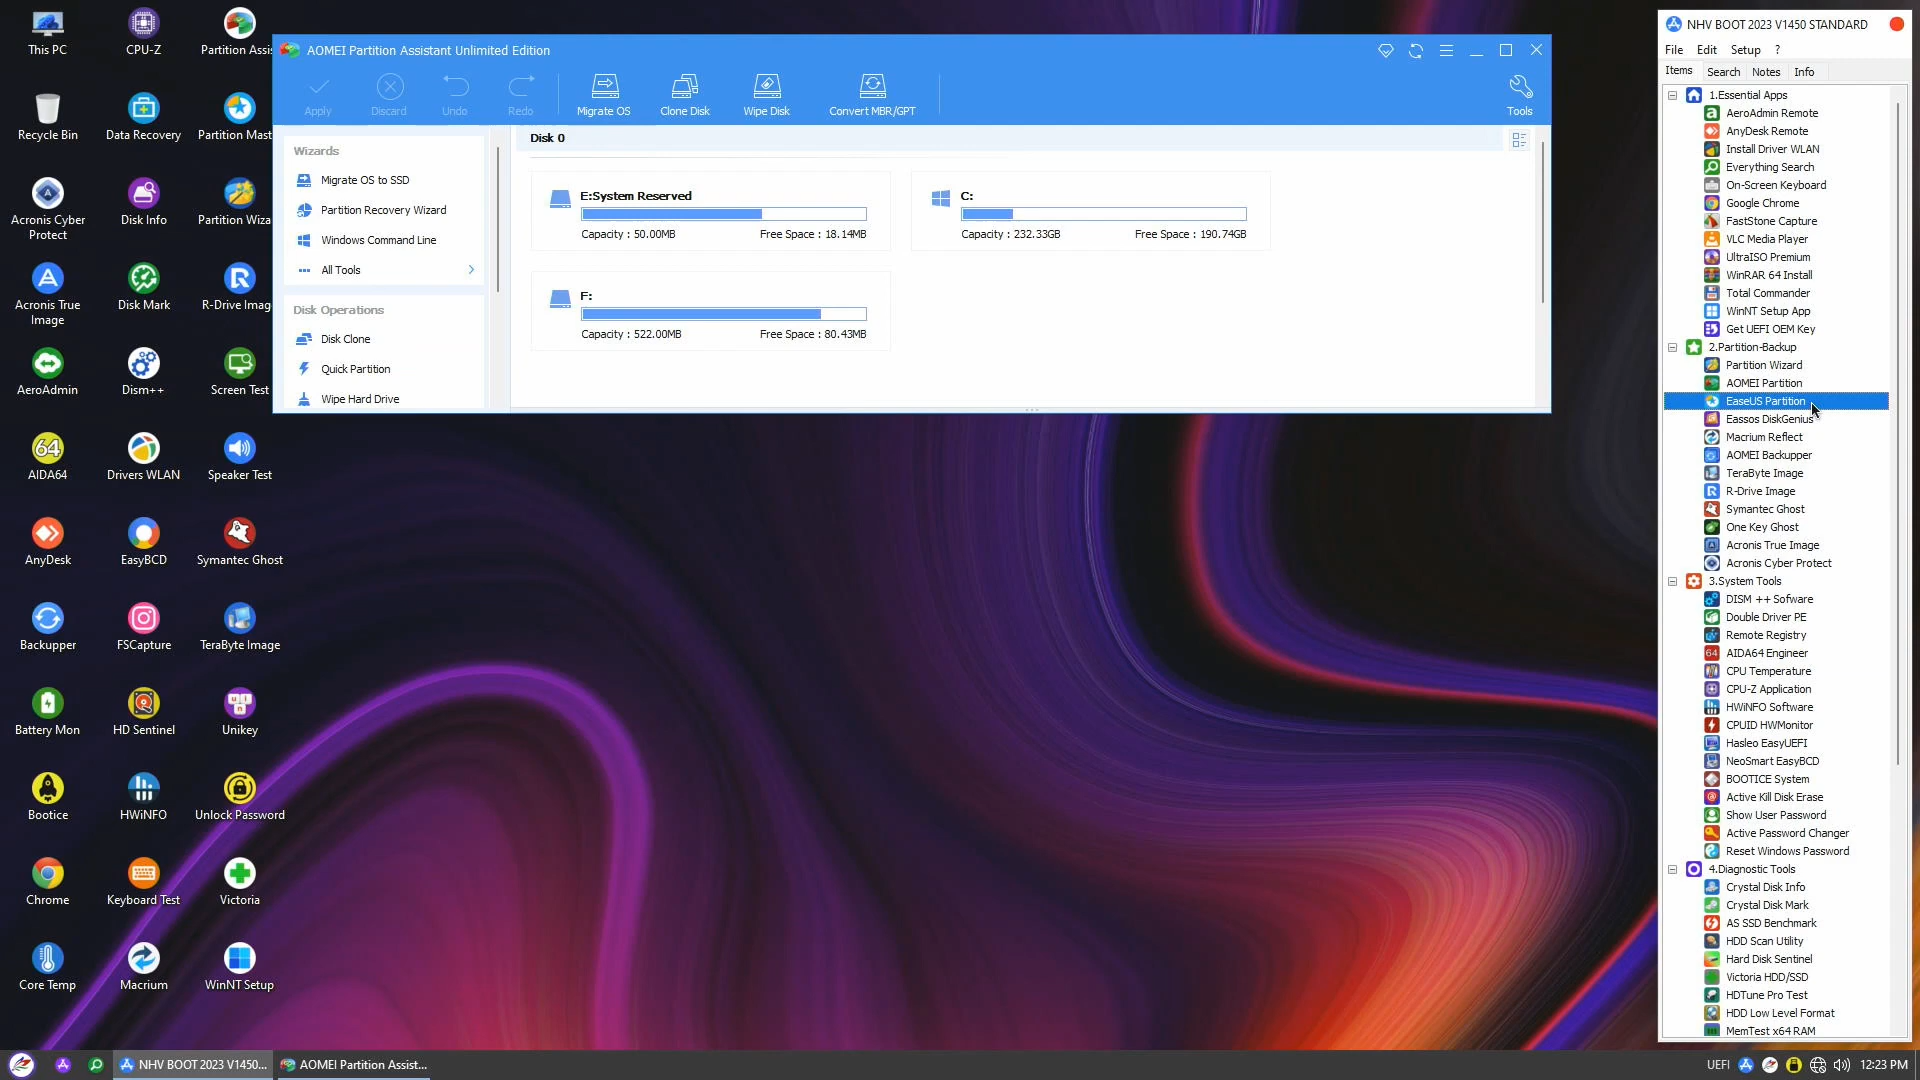 This PC
CPU-Z
Partition Assis
Recycle Bin
Data Recovery
Partition Mast
Acronis Cyber
Protect
Disk Info
Partition Wiza
Acronis True
Image
Disk Mark
R-Drive Imag
AeroAdmin
Dism++
Screen Test
64
AIDA64
Drivers WLAN
Speaker Test
AnyDesk
EasyBCD
Symantec Ghost
Backupper
FSCapture
TeraByte Image
Battery Mon
HD Sentinel
Unikey
Bootice
HWiNFO
Unlock Password
Chrome
Keyboard Test
Victoria
Core Temp
Macrium
WinNT Setup
AOMEI Partition Assistant Unlimited Edition
Apply
Discard
Undo
Redo
Migrate OS
Clone Disk
Wipe Disk
Convert MBR/GPT
Tools
Wizards
Migrate OS to SSD
Partition Recovery Wizard
Windows Command Line
All Tools
Disk Operations
Disk Clone
Quick Partition
Wipe Hard Drive
Disk 0
E:System Reserved
Capacity : 50.00MB
Free Space : 18.14MB
C:
Capacity : 232.33GB
Free Space : 190.74GB
F:
Capacity : 522.00MB
Free Space : 80.43MB
NHV BOOT 2023 V1450 STANDARD
File Edit Setup ?
Items Search Notes Info
1.Essential Apps
AeroAdmin Remote
AnyDesk Remote
Install Driver WLAN
Everything Search
On-Screen Keyboard
Google Chrome
FastStone Capture
VLC Media Player
UltraISO Premium
WinRAR 64 Install
Total Commander
WinNT Setup App
Get UEFI OEM Key
2.Partition-Backup
Partition Wizard
AOMEI Partition
EaseUS Partition
Eassos DiskGenius
Macrium Reflect
AOMEI Backupper
TeraByte Image
R-Drive Image
Symantec Ghost
One Key Ghost
Acronis True Image
Acronis Cyber Protect
3.System Tools
DISM ++ Sofware
Double Driver PE
Remote Registry
AIDA64 Engineer
CPU Temperature
CPU-Z Application
HWiNFO Software
CPUID HWMonitor
Hasleo EasyUEFI
NeoSmart EasyBCD
BOOTICE System
Active Kill Disk Erase
Show User Password
Active Password Changer
Reset Windows Password
4.Diagnostic Tools
Crystal Disk Info
Crystal Disk Mark
AS SSD Benchmark
HDD Scan Utility
Hard Disk Sentinel
Victoria HDD/SSD
HDTune Pro Test
HDD Low Level Format
MemTest x64 RAM
NHV BOOT 2023 V1450...
AOMEI Partition Assist...
UEFI
12:23 PM